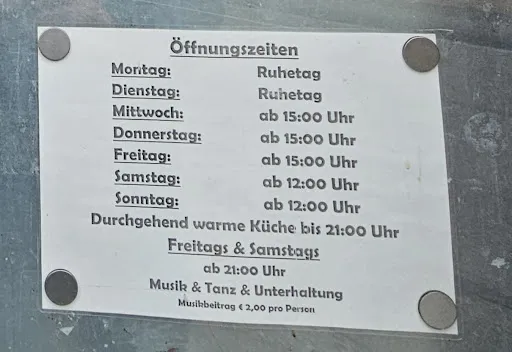 Öffnungszeiten
Montag: Ruhetag
Dienstag: Ruhetag
Mittwoch: ab 15:00 Uhr
Donnerstag: ab 15:00 Uhr
Freitag: ab 15:00 Uhr
Samstag: ab 12:00 Uhr
Sonntag: ab 12:00 Uhr
Durchgehend warme Küche bis 21:00 Uhr
Freitags & Samstags
ab 21:00 Uhr
Musik & Tanz & Unterhaltung
Musikbeitrag € 2,00 pro Person